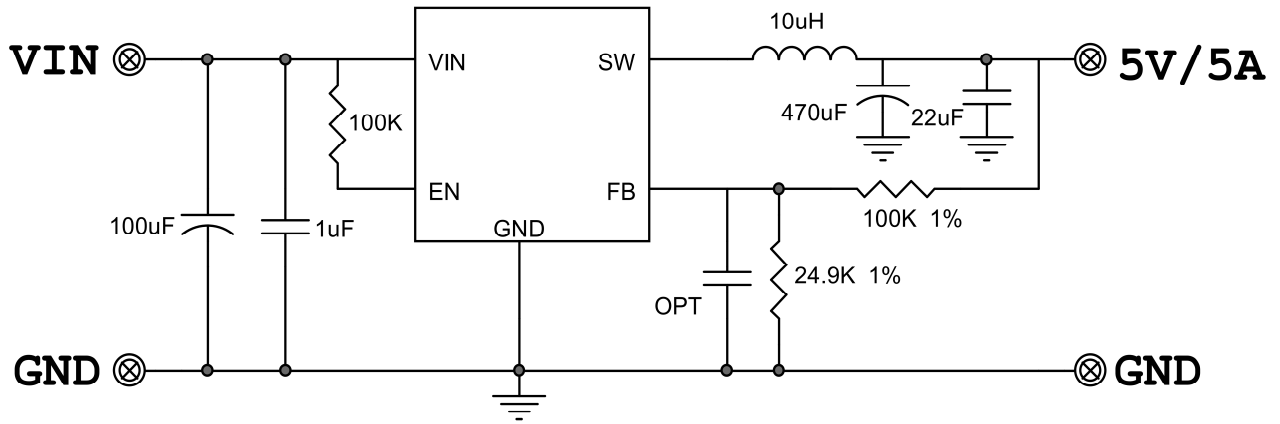 10uH
VIN
VIN
SW
5V/5A
100K
470uF
22uF
EN
FB
100K 1%
100uF
1uF
GND
24.9K 1%
OPT
GND
GND